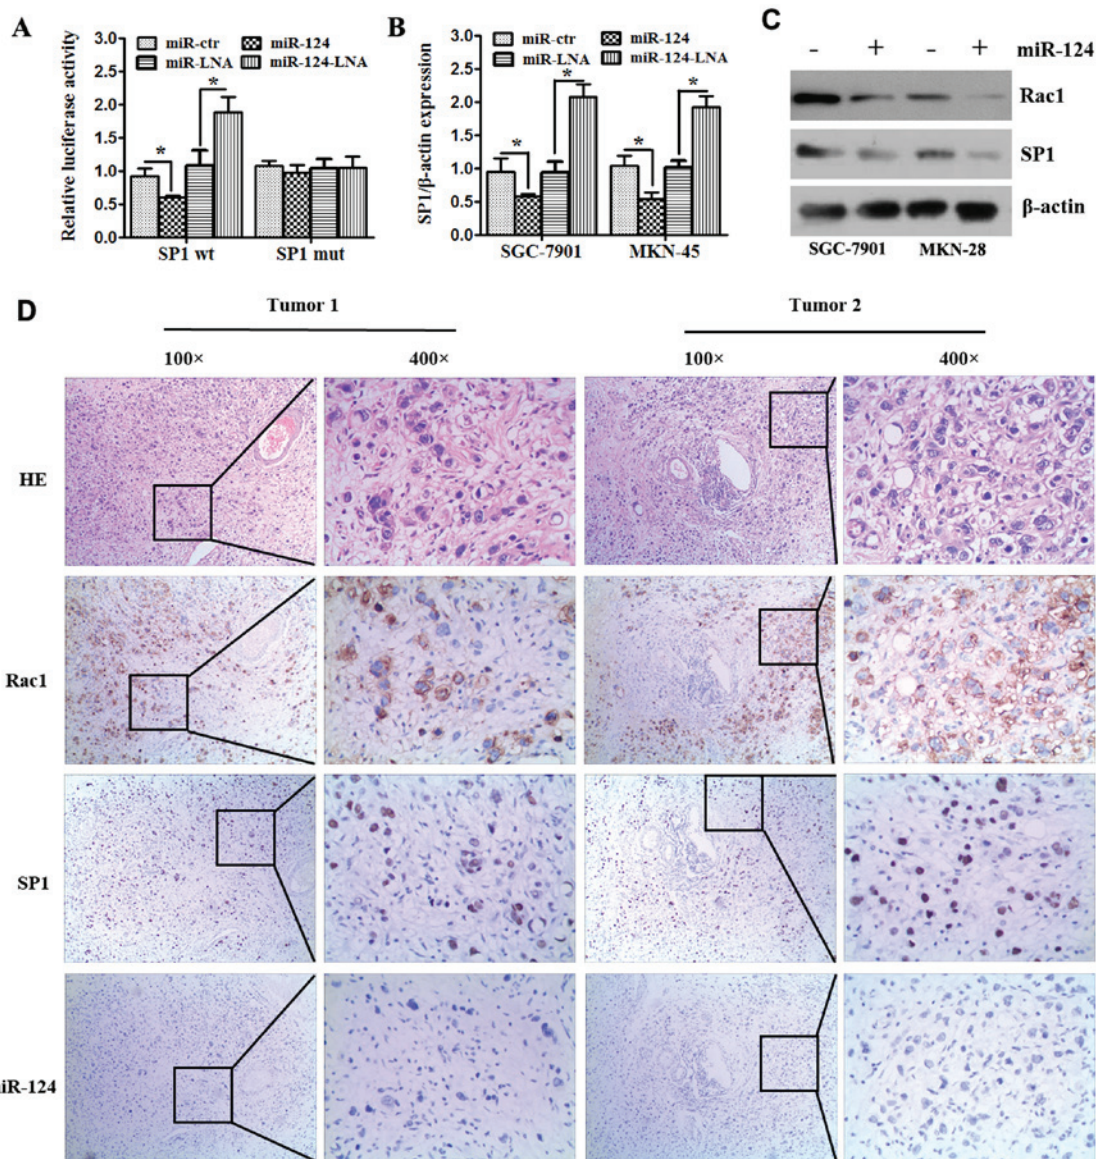 A
Relative luciferase activity
3.0
2.5
2.0
1.5
1.0
0.5
0.0
miR-ctr miR-124
miR-LNA miR-124-LNA
* *
SP1 wt SP1 mut
B
SP1/β-actin expression
3.0
2.5
2.0
1.5
1.0
0.5
0.0
miR-ctr miR-124
miR-LNA miR-124-LNA
* * * *
SGC-7901 MKN-45
C
- + - + miR-124
Rac1
SP1
β-actin
SGC-7901 MKN-28
D
Tumor 1 Tumor 2
100× 400× 100× 400×
HE
Rac1
SP1
iR-124